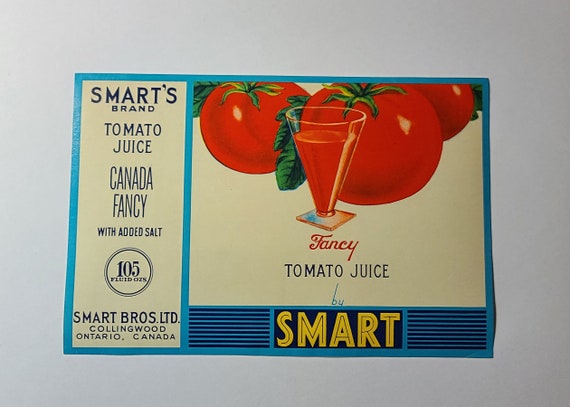 SMART'S
BRAND
TOMATO
JUICE
CANADA
FANCY
WITH ADDED SALT
105
FLUID OZS.
SMART BROS. LTD.
COLLINGWOOD
ONTARIO, CANADA
Fancy
TOMATO JUICE
by
SMART